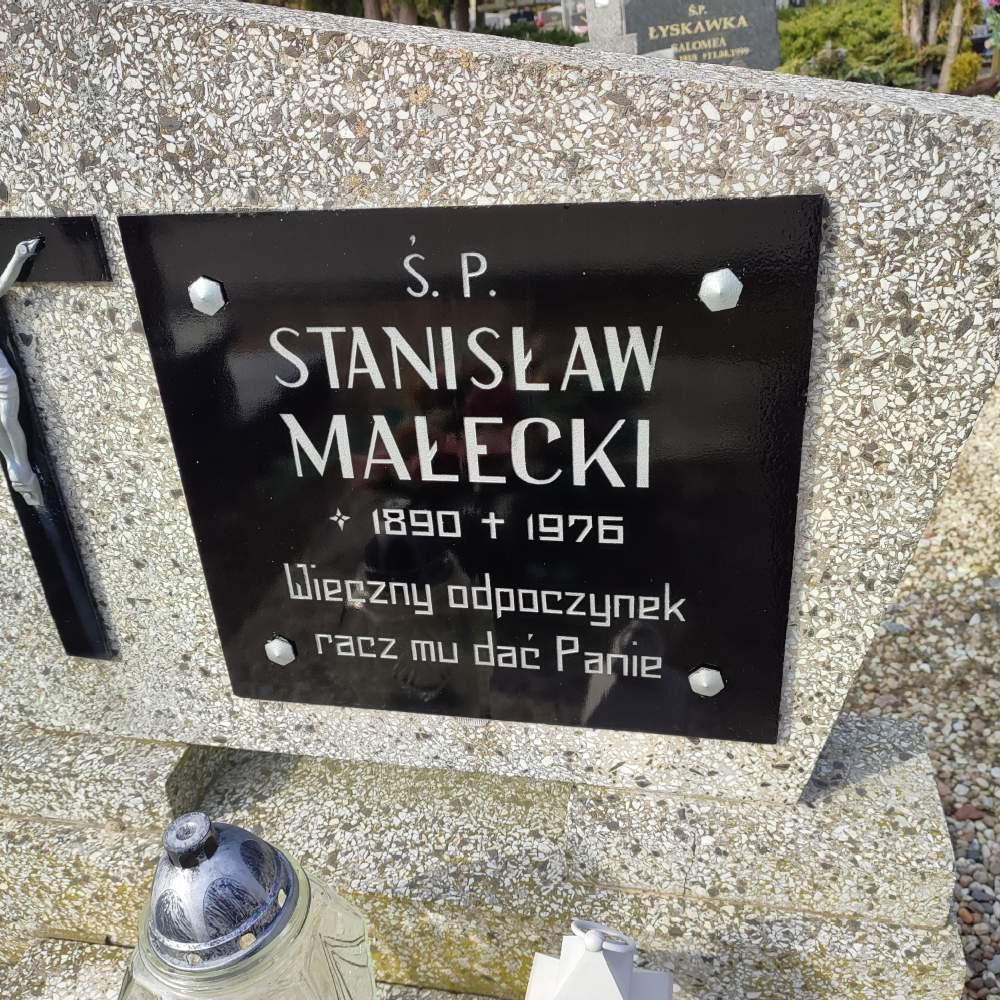 Ś.P.
ŁYSKAWKA
SALOMEA
Ś. P.
STANISŁAW
MAŁECKI
1890 † 1976
Wieczny odpoczynek
racz mu dać Panie